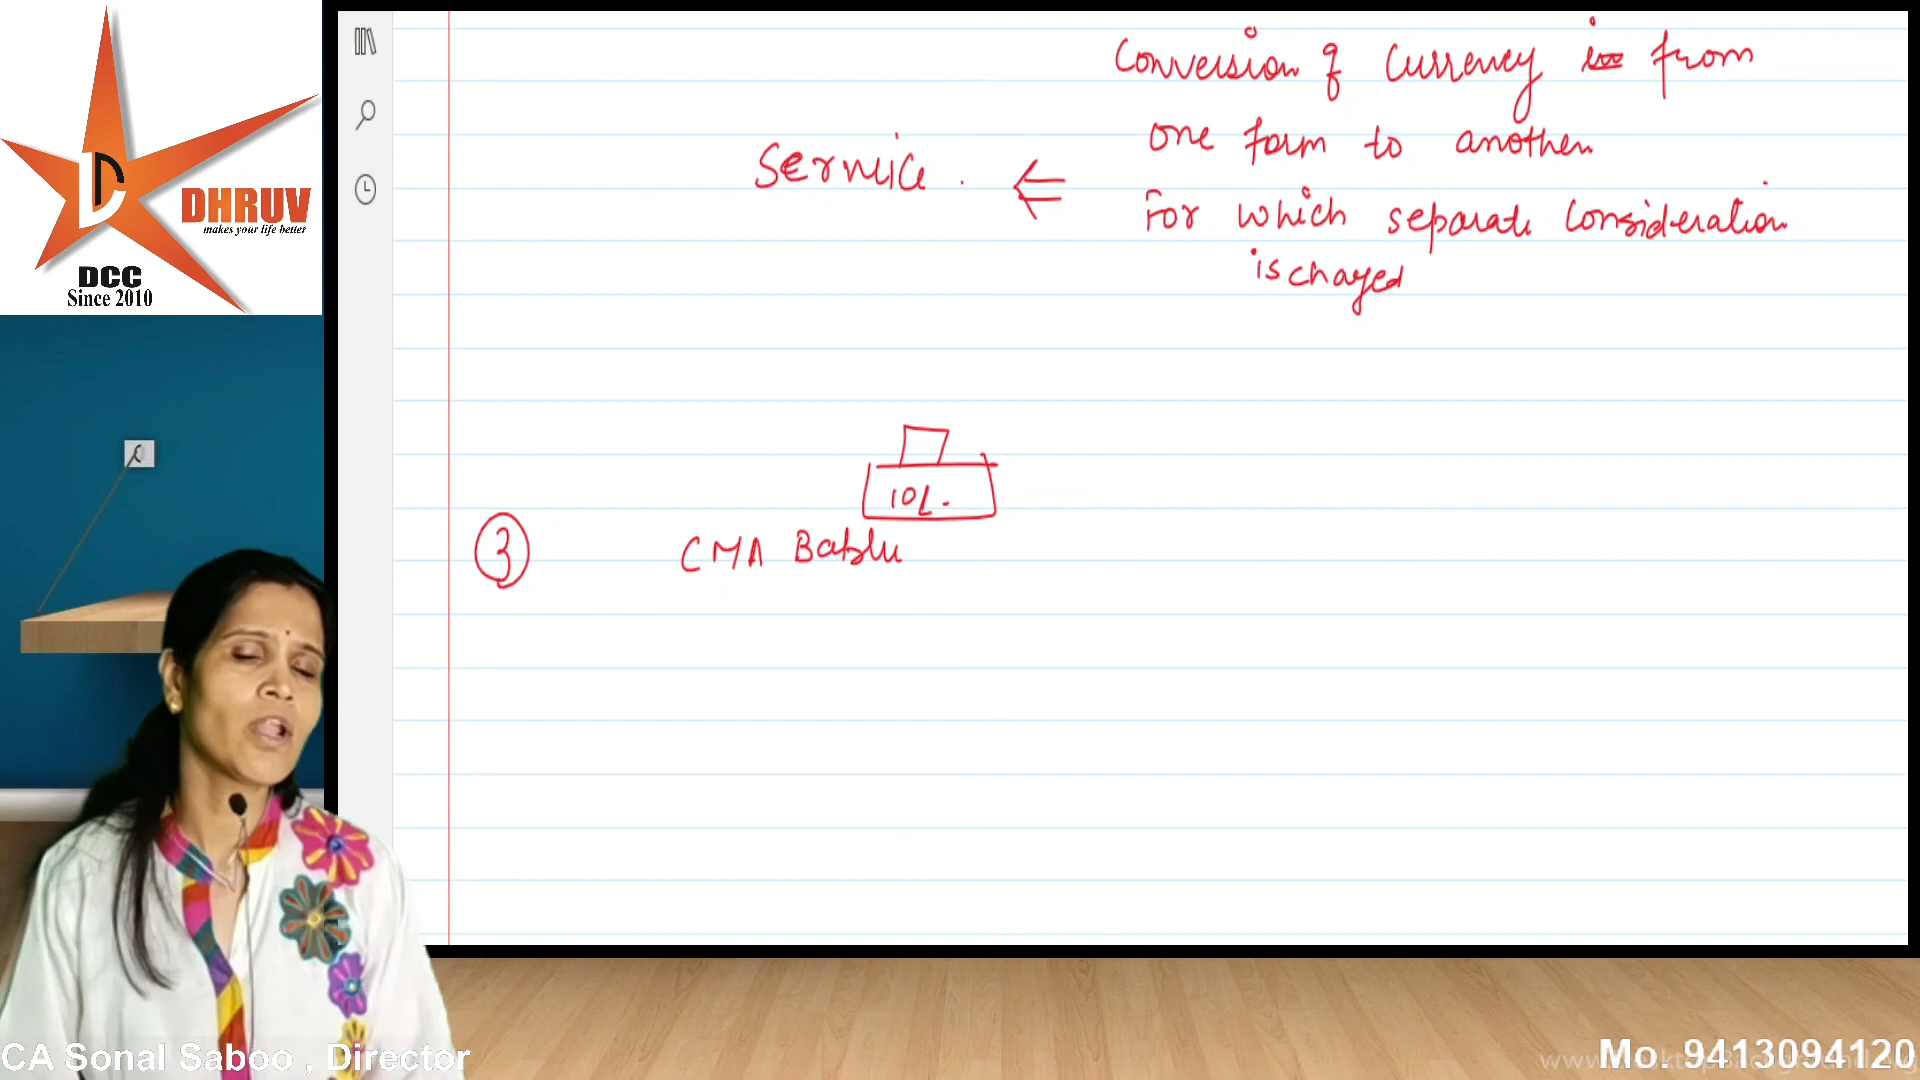 DHRUV
makes your life better
DCC
Since 2010
Conversion of Currency from
one form to another
Service .
For which separate consideration
is charged
10L.
3
CMA Bablu
CA Sonal Saboo , Director
Mo. 9413094120